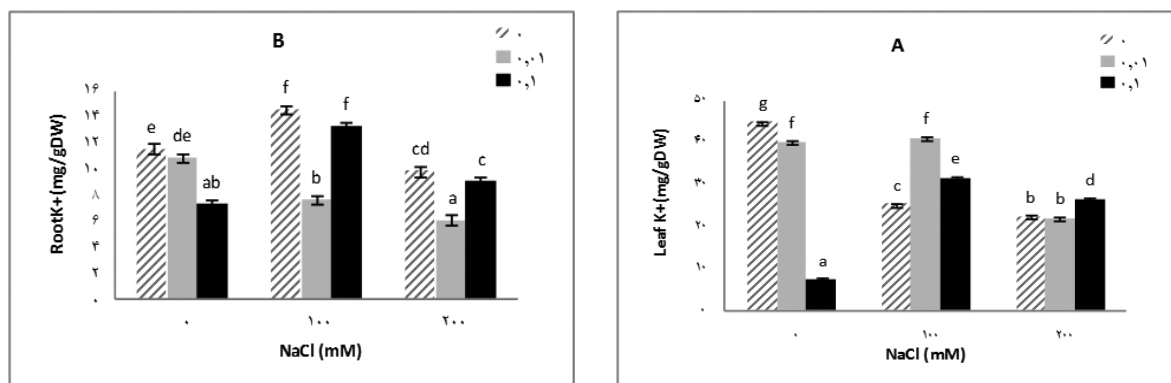 B
۰
۰,۰۱
۰,۱
RootK+(mg/gDW)
۱۶
۱۴
۱۲
۱۰
۸
۶
۴
۲
۰
e de ab
f b f
cd a c
۰ ۱۰۰ ۲۰۰
NaCl (mM)
A
۰
۰,۰۱
۰,۱
Leaf K+(mg/gDW)
۵۰
۴۰
۳۰
۲۰
۱۰
۰
g f a
c f e
b b d
۰ ۱۰۰ ۲۰۰
NaCl (mM)